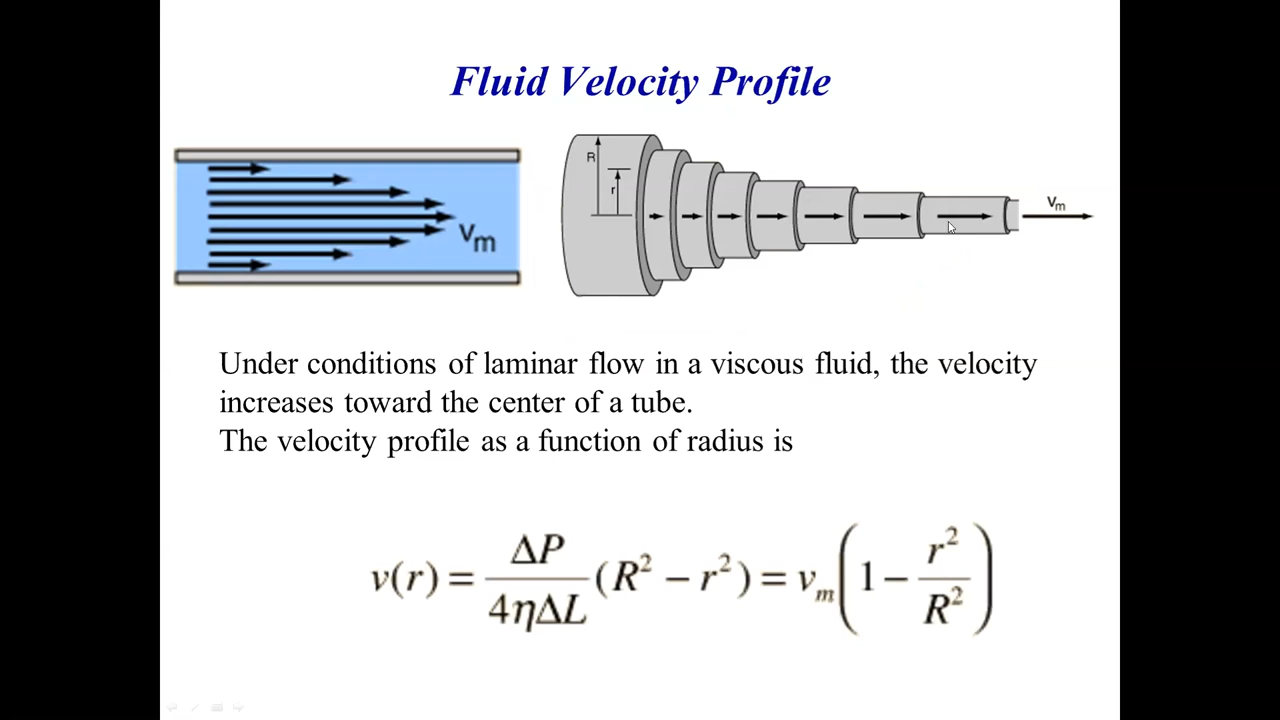 Fluid Velocity Profile
R
r
vₘ
vₘ
Under conditions of laminar flow in a viscous fluid, the velocity
increases toward the center of a tube.
The velocity profile as a function of radius is
v(r) = ΔP/4ηΔL (R² − r²) = vₘ(1 − r²/R²)